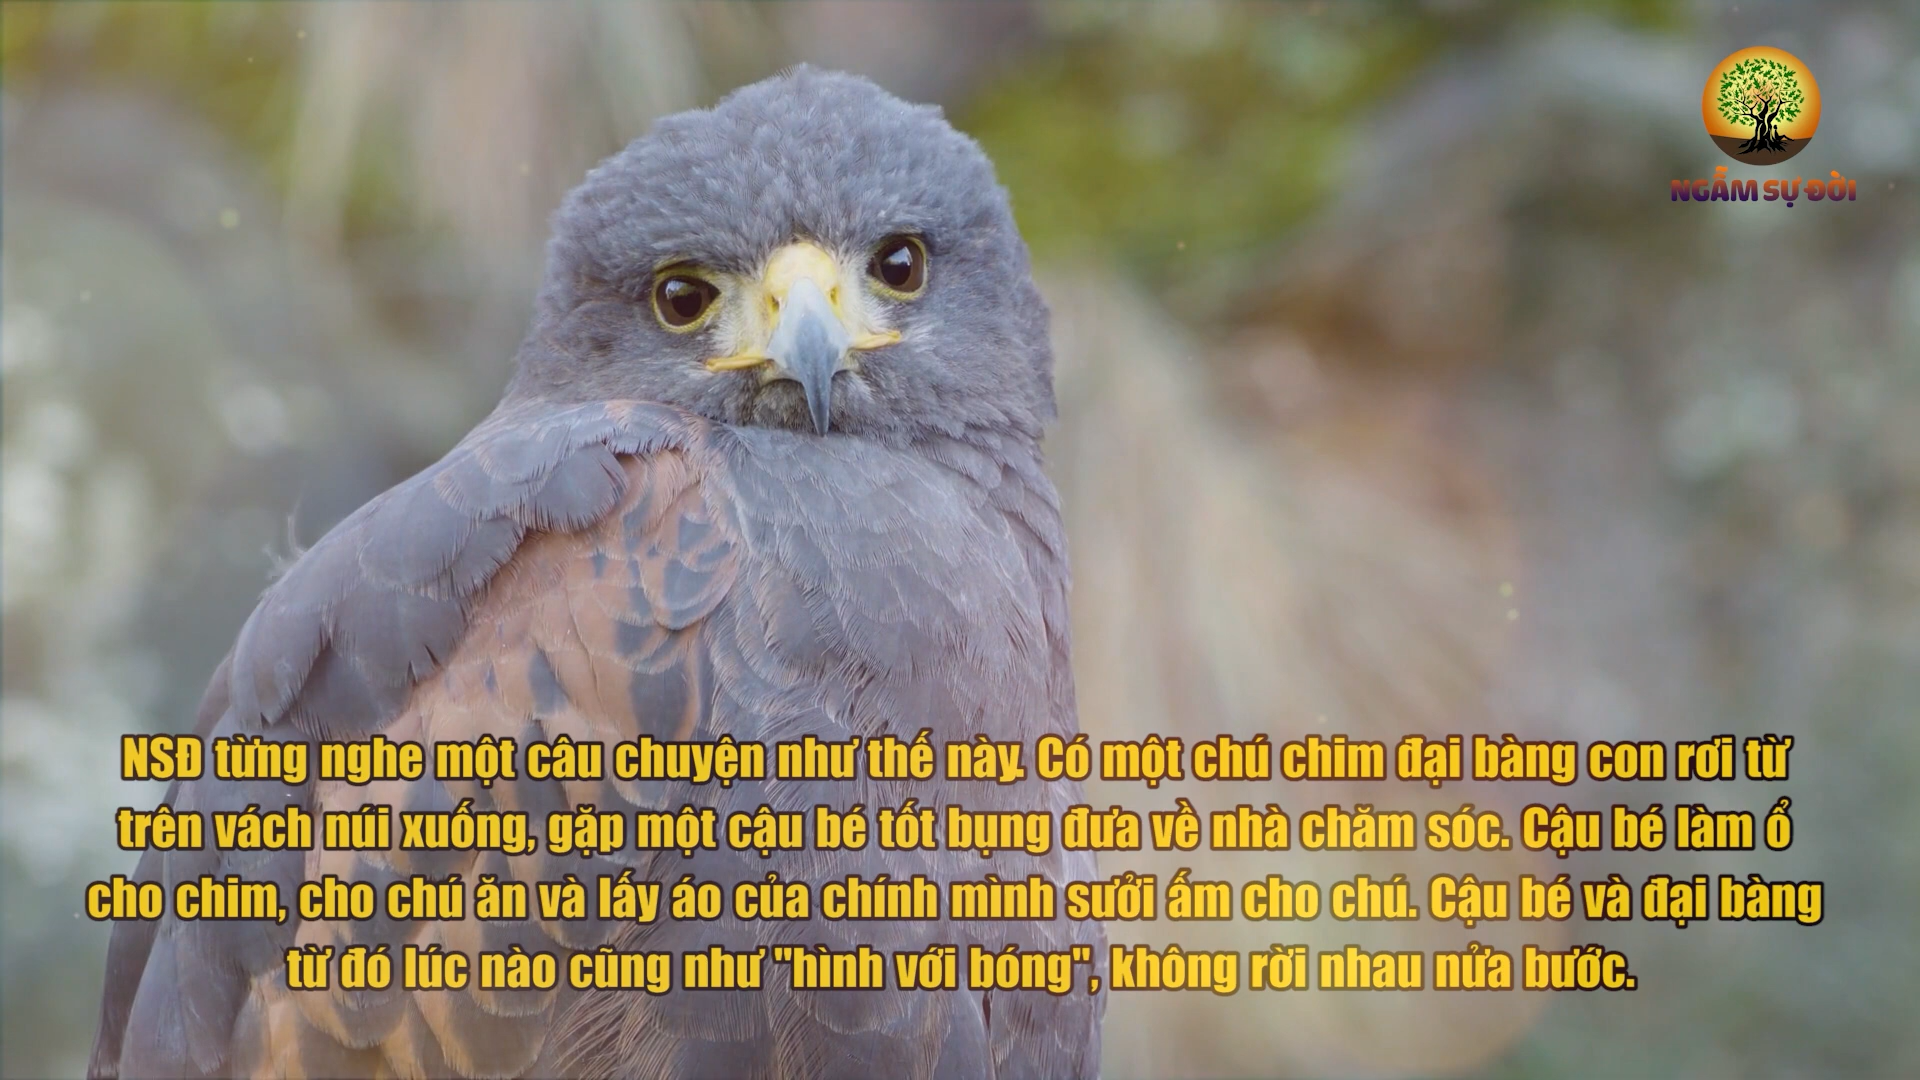 NGẪM SỰ ĐỜI
NSĐ từng nghe một câu chuyện như thế này. Có một chú chim đại bàng con rơi từ
trên vách núi xuống, gặp một cậu bé tốt bụng đưa về nhà chăm sóc. Cậu bé làm ổ
cho chim, cho chú ăn và lấy áo của chính mình sưởi ấm cho chú. Cậu bé và đại bàng
từ đó lúc nào cũng như "hình với bóng", không rời nhau nửa bước.